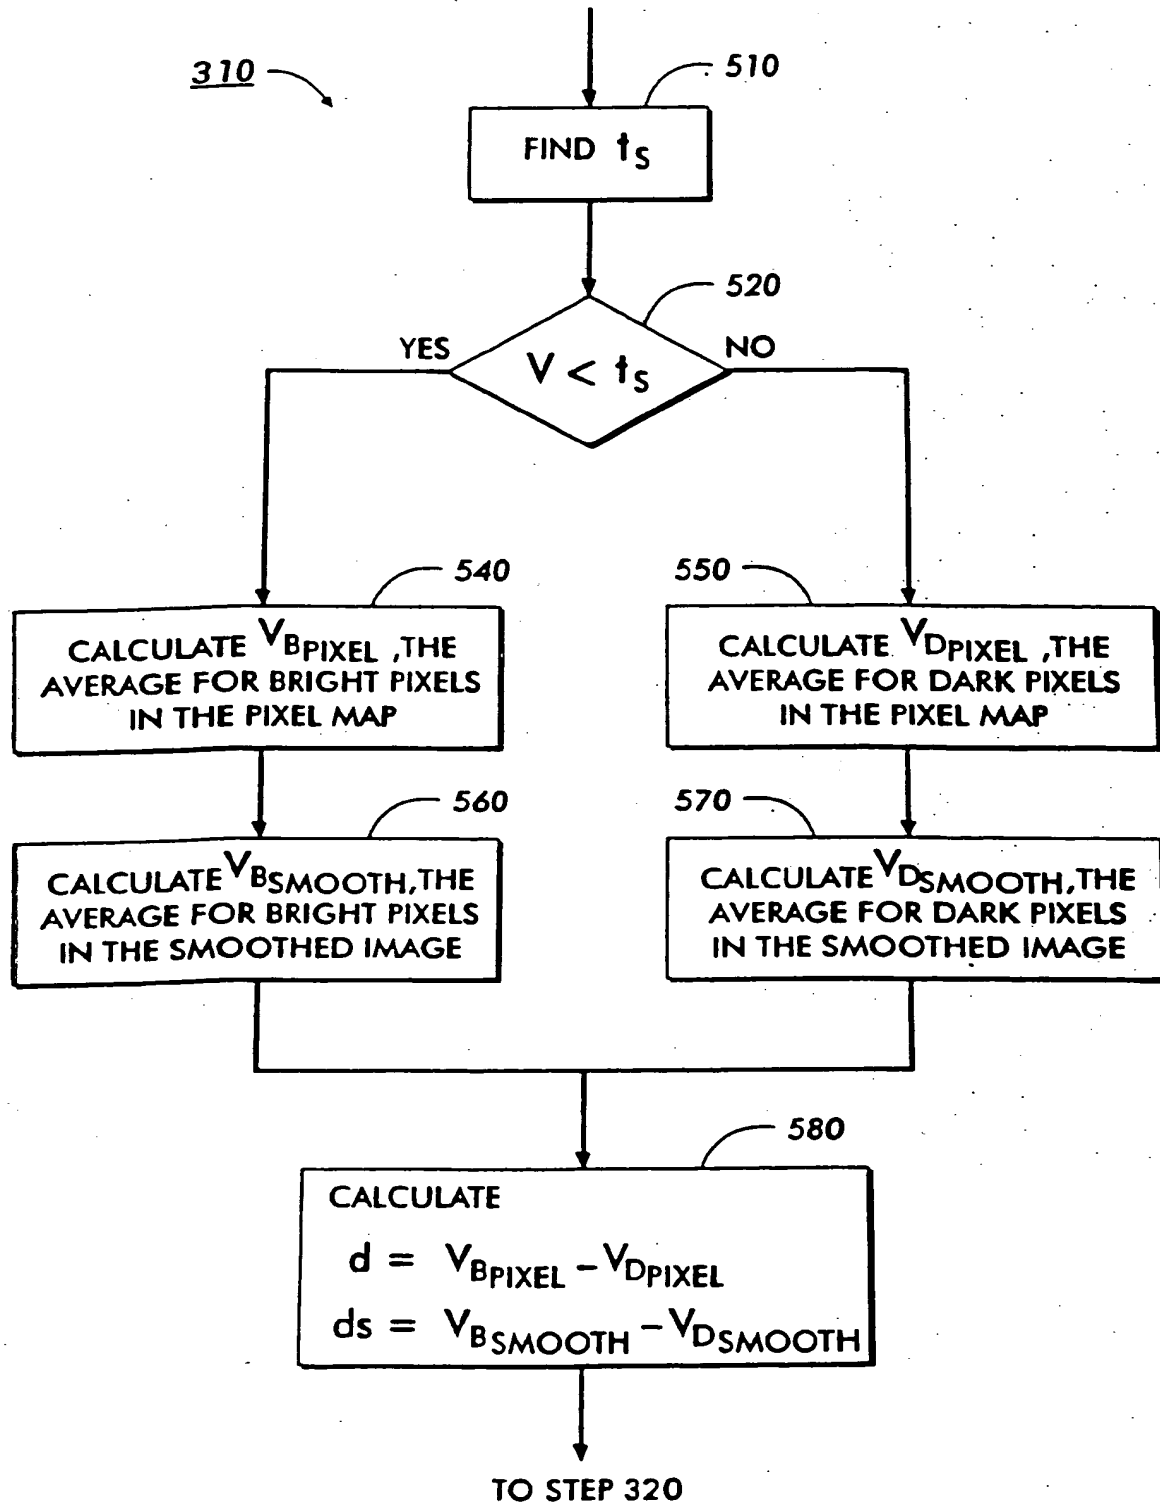 310
510
FIND tS
520
YES
NO
V < tS
540
550
CALCULATE VBPIXEL ,THE
AVERAGE FOR BRIGHT PIXELS
IN THE PIXEL MAP
CALCULATE VDPIXEL ,THE
AVERAGE FOR DARK PIXELS
IN THE PIXEL MAP
560
570
CALCULATE VBSMOOTH, THE
AVERAGE FOR BRIGHT PIXELS
IN THE SMOOTHED IMAGE
CALCULATE VDSMOOTH, THE
AVERAGE FOR DARK PIXELS
IN THE SMOOTHED IMAGE
580
CALCULATE
d = VBPIXEL – VDPIXEL
ds = VBSMOOTH – VDSMOOTH
TO STEP 320